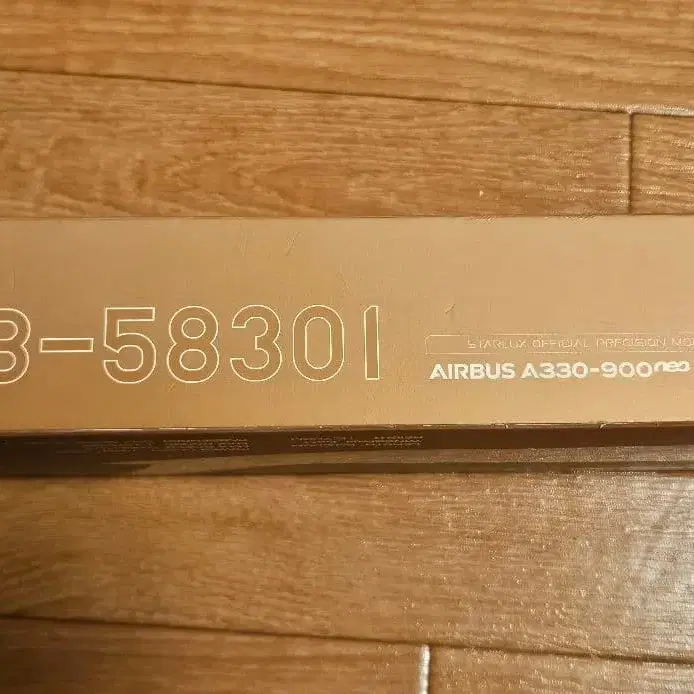 B-58301
STARLUX OFFICIAL PRECISION MO
AIRBUS A330-900neo